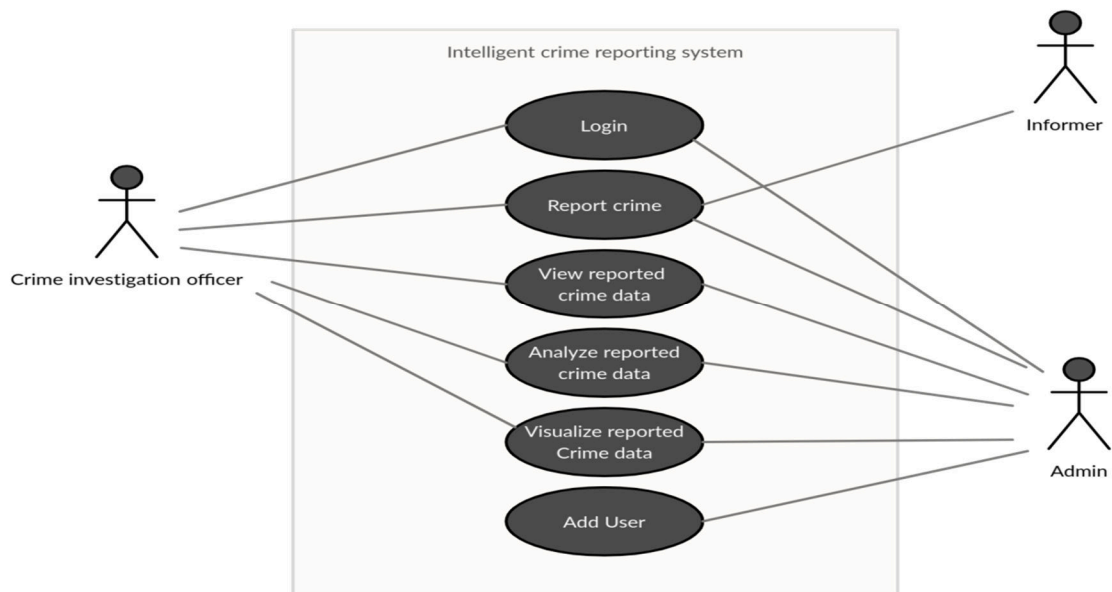 Intelligent crime reporting system
Login
Informer
Report crime
View reported
crime data
Crime investigation officer
Analyze reported
crime data
Visualize reported
Crime data
Admin
Add User